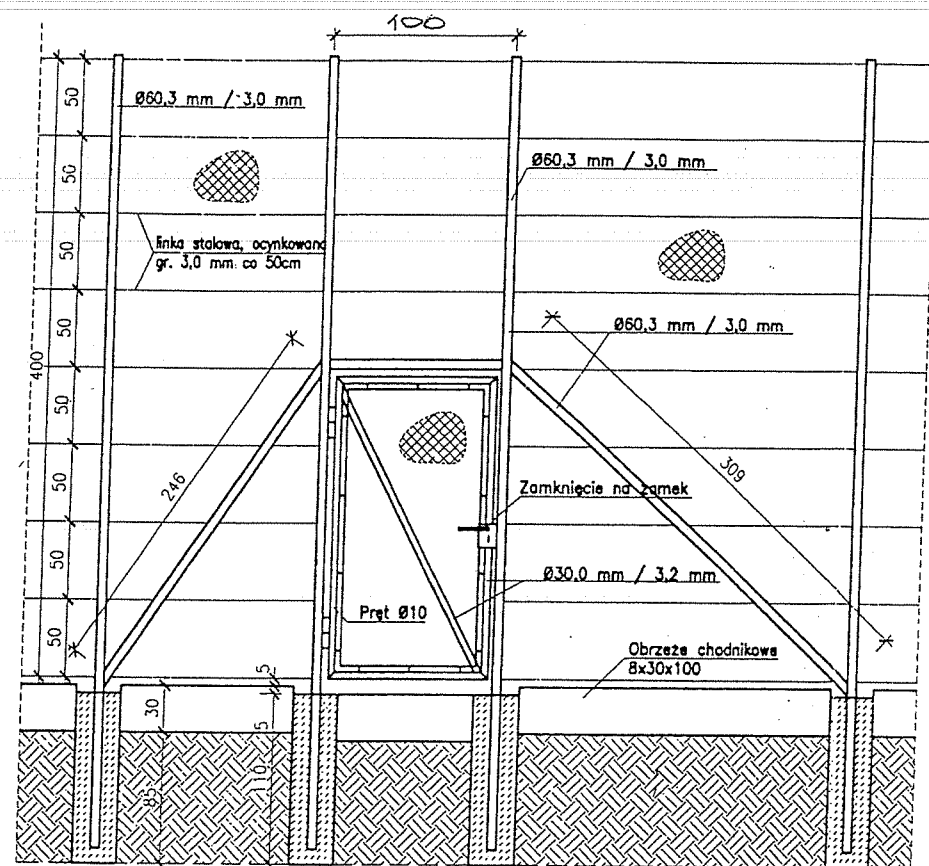 100
50
Ø60,3 mm / 3,0 mm
50
Ø60,3 mm / 3,0 mm
50
linka stalowa, ocynkowana
gr. 3,0 mm co 50cm
50
Ø60,3 mm / 3,0 mm
400
50
50
246
309
Zamknięcie na zamek
50
Ø30,0 mm / 3,2 mm
Pręt Ø10
50
Obrzeże chodnikowe
8x30x100
5
30
5
110
85